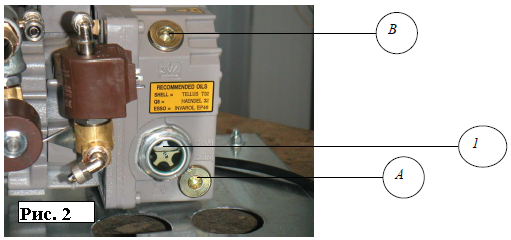 B
RECOMMENDED OILS
SHELL = TELLUS T32
Q8 = HAENDEL 32
ESSO = INVAROL EP46
1
A
Рис. 2